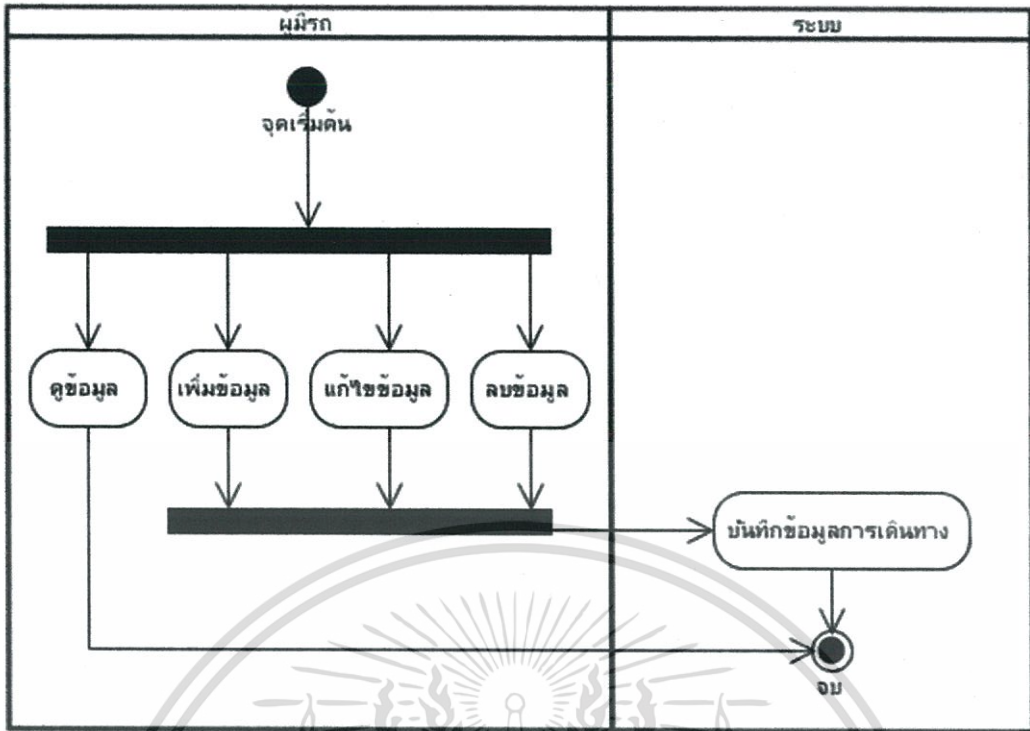 ผู้มีรถ
ระบบ
จุดเริ่มต้น
ดูข้อมูล
เพิ่มข้อมูล
แก้ไขข้อมูล
ลบข้อมูล
บันทึกข้อมูลการเดินทาง
จบ